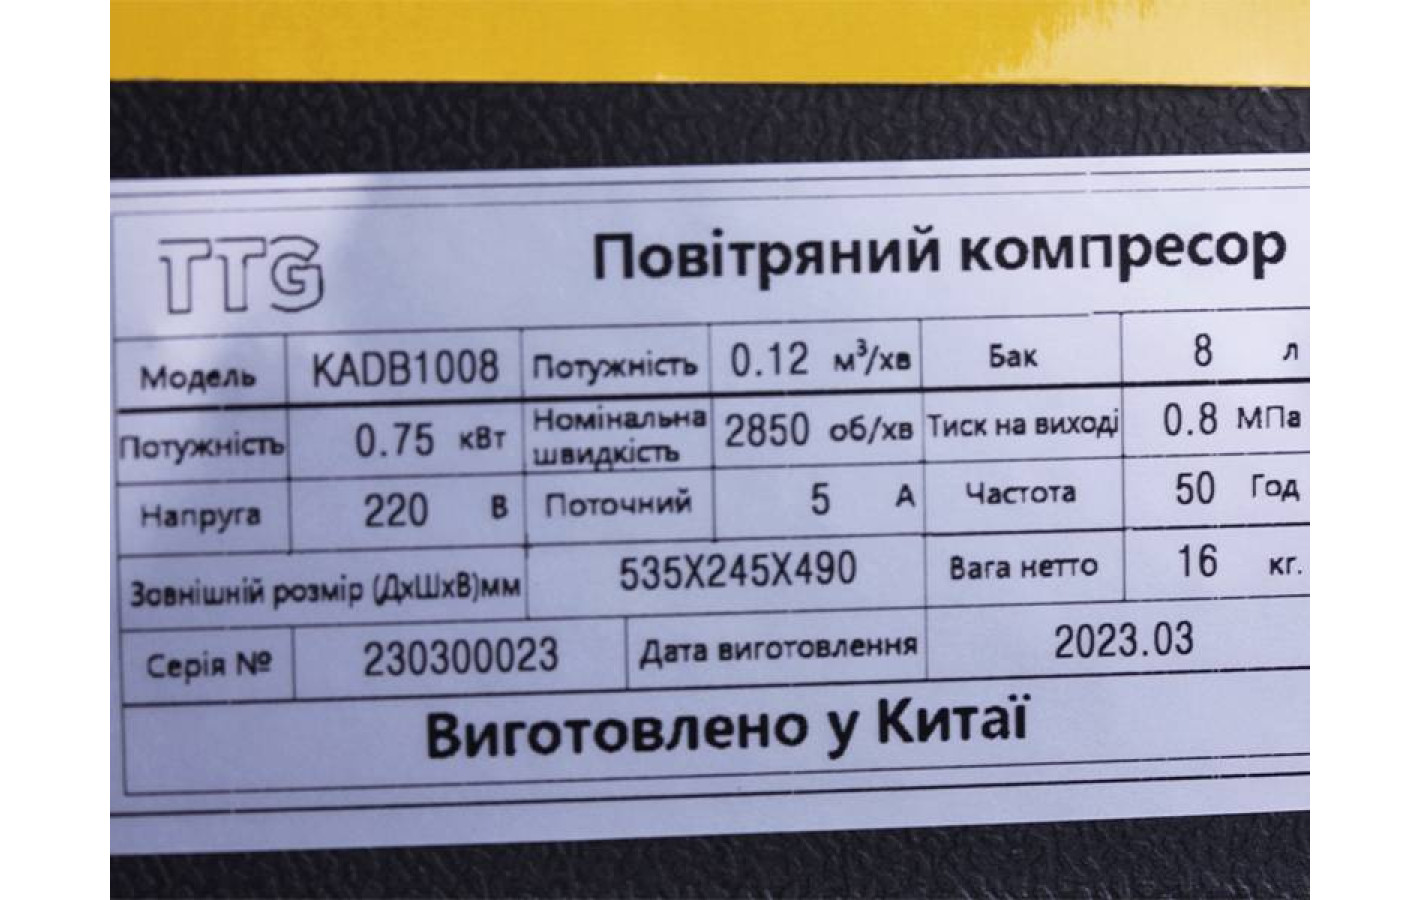 TTG Повітряний компресор
Модель KADB1008 Потужність 0.12 м³/хв Бак 8 л
Потужність 0.75 кВт Номінальна швидкість 2850 об/хв Тиск на виході 0.8 МПа
Напруга 220 В Поточний 5 А Частота 50 Год
Зовнішній розмір (ДхШхВ)мм 535X245X490 Вага нетто 16 кг.
Серія № 230300023 Дата виготовлення 2023.03
Виготовлено у Китаї